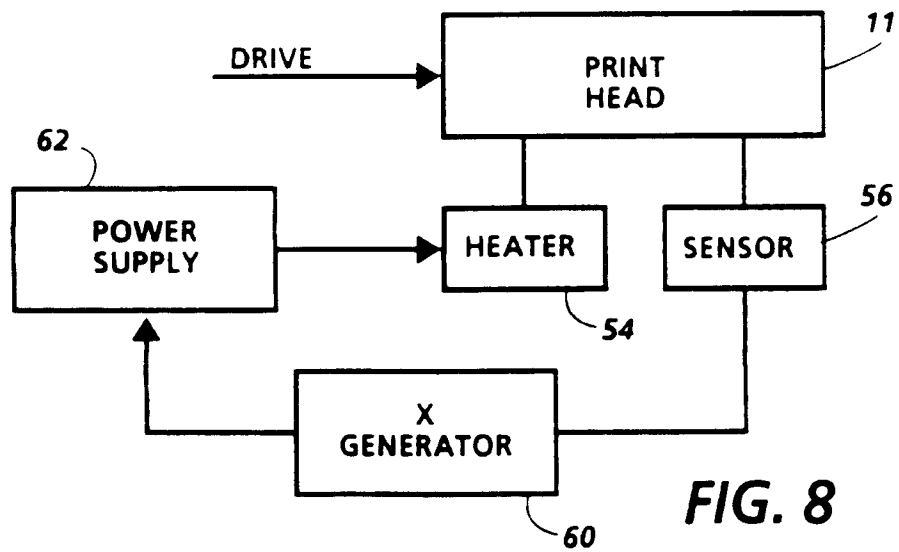 11
DRIVE
PRINT
HEAD
62
POWER
SUPPLY
HEATER
SENSOR
56
54
X
GENERATOR
60
FIG. 8